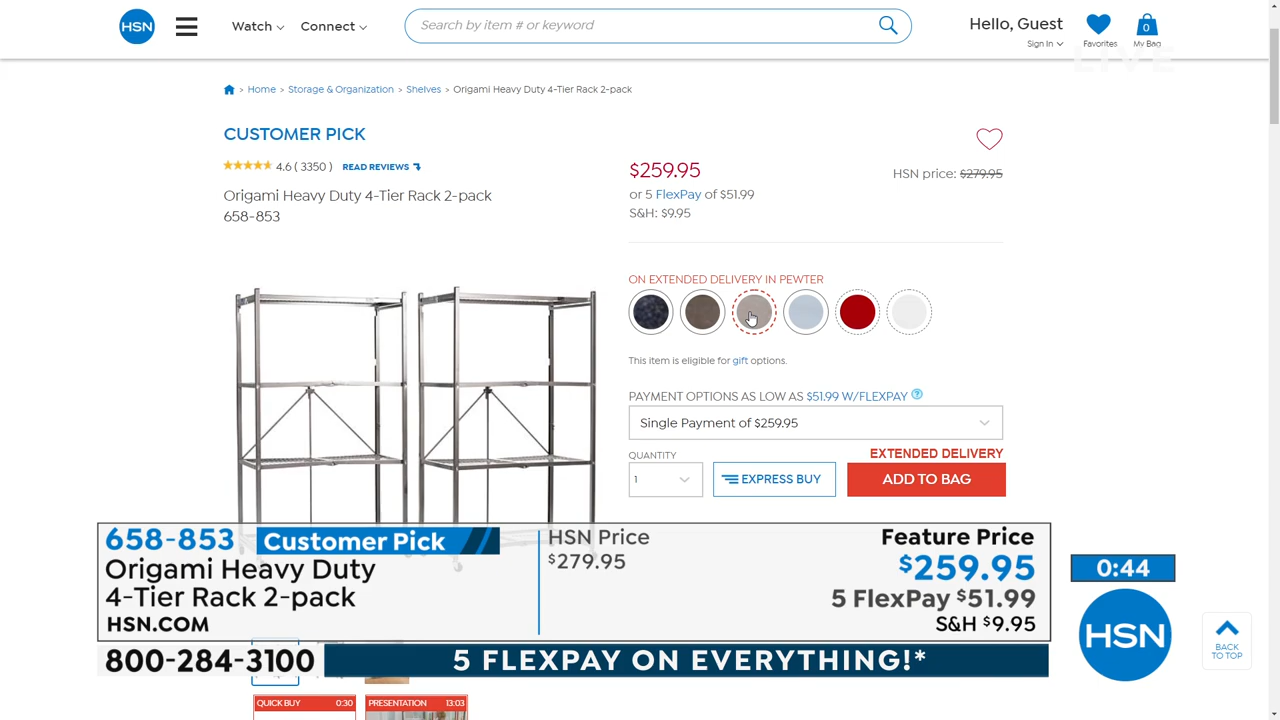 HSN
Watch
Connect
Search by item # or keyword
Hello, Guest
Sign In
Favorites
0
My Bag
LIVE
> Home > Storage & Organization > Shelves > Origami Heavy Duty 4-Tier Rack 2-pack
CUSTOMER PICK
4.6 ( 3350 ) READ REVIEWS
Origami Heavy Duty 4-Tier Rack 2-pack
658-853
$259.95
HSN price: $279.95
or 5 FlexPay of $51.99
S&H: $9.95
ON EXTENDED DELIVERY IN PEWTER
This item is eligible for gift options.
PAYMENT OPTIONS AS LOW AS $51.99 W/FLEXPAY ?
Single Payment of $259.95
QUANTITY
1
EXPRESS BUY
EXTENDED DELIVERY
ADD TO BAG
658-853 Customer Pick
Origami Heavy Duty
4-Tier Rack 2-pack
HSN.COM
HSN Price
$279.95
Feature Price
$259.95
5 FlexPay $51.99
S&H $9.95
0:44
HSN
BACK
TO TOP
800-284-3100
5 FLEXPAY ON EVERYTHING!*
QUICK BUY 0:30
PRESENTATION 13:03